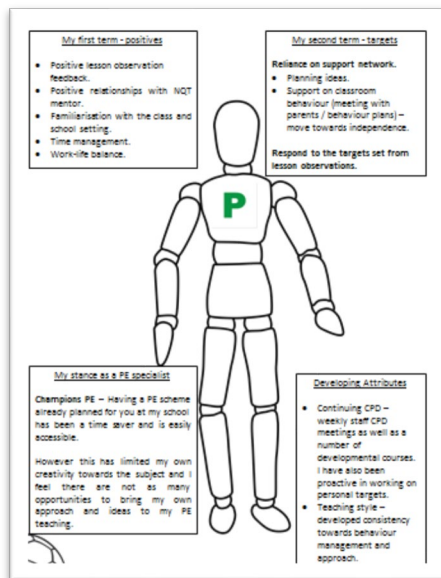 My first term - positives
• Positive lesson observation
feedback.
• Positive relationships with NQT
mentor.
• Familiarisation with the class and
school setting.
• Time management.
• Work-life balance.
My second term - targets
Reliance on support network.
• Planning ideas.
• Support on classroom
behaviour (meeting with
parents / behaviour plans) –
move towards independence.
Respond to the targets set from
lesson observations.
P
My stance as a PE specialist
Champions PE – Having a PE scheme
already planned for you at my school
has been a time saver and is easily
accessible.
However this has limited my own
creativity towards the subject and I
feel there are not as many
opportunities to bring my own
approach and ideas to my PE
teaching.
Developing Attributes
• Continuing CPD –
weekly staff CPD
meetings as well as a
number of
developmental courses.
I have also been
proactive in working on
personal targets.
• Teaching style –
developed consistency
towards behaviour
management and
approach.